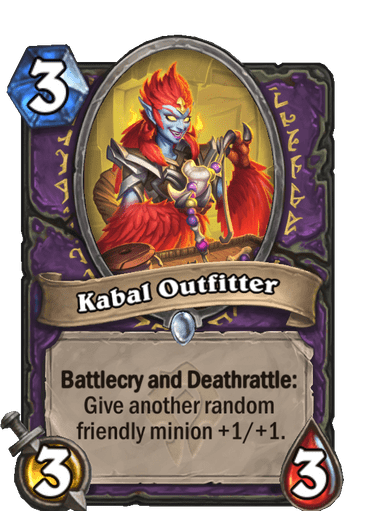 3
Kabal Outfitter
Battlecry and Deathrattle:
Give another random
friendly minion +1/+1.
3
3